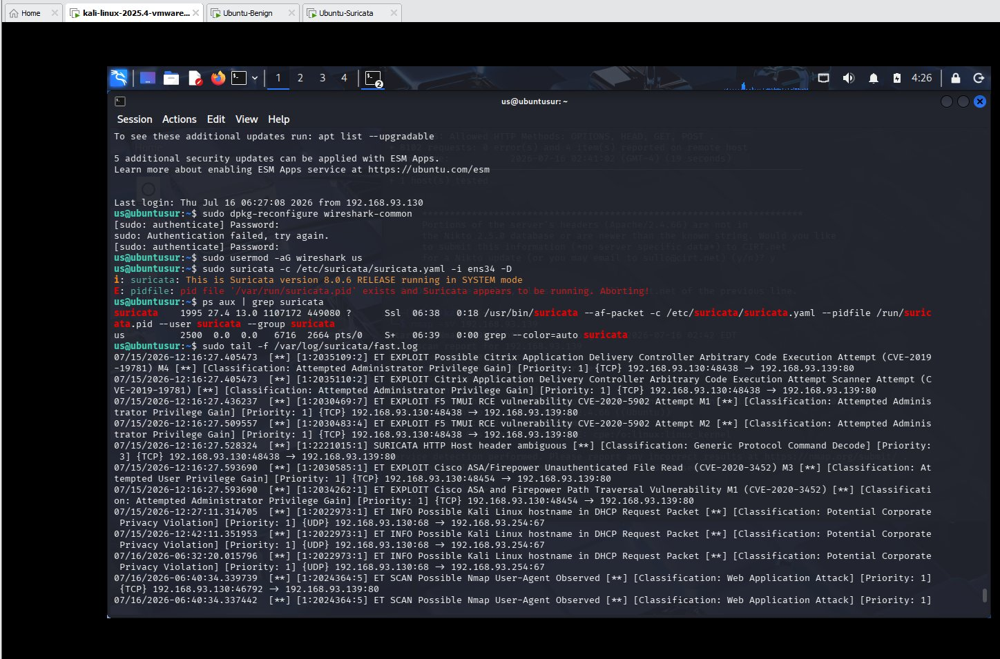 Home
kali-linux-2025.4-vmware...
Ubuntu-Benign
Ubuntu-Suricata
1 2 3 4
2
4:26
us@ubuntusur: ~
Session Actions Edit View Help
To see these additional updates run: apt list --upgradable
5 additional security updates can be applied with ESM Apps.
Learn more about enabling ESM Apps service at https://ubuntu.com/esm
Last login: Thu Jul 16 06:27:08 2026 from 192.168.93.130
us@ubuntusur:~$ sudo dpkg-reconfigure wireshark-common
[sudo: authenticate] Password:
sudo: Authentication failed, try again.
[sudo: authenticate] Password:
us@ubuntusur:~$ sudo usermod -aG wireshark us
us@ubuntusur:~$ sudo suricata -c /etc/suricata/suricata.yaml -i ens34 -D
i: suricata: This is Suricata version 8.0.6 RELEASE running in SYSTEM mode
E: pidfile: pid file '/var/run/suricata.pid' exists and Suricata appears to be running. Aborting!
us@ubuntusur:~$ ps aux | grep suricata
suricata    1995 27.4 13.0 1107172 449080 ?      Ssl  06:38   0:18 /usr/bin/suricata --af-packet -c /etc/suricata/suricata.yaml --pidfile /run/suric
ata.pid --user suricata --group suricata
us          2500  0.0  0.0   6716  2664 pts/0    S+   06:39   0:00 grep --color=auto suricata
us@ubuntusur:~$ sudo tail -f /var/log/suricata/fast.log
07/15/2026-12:16:27.405473  [**] [1:2035109:2] ET EXPLOIT Possible Citrix Application Delivery Controller Arbitrary Code Execution Attempt (CVE-2019
-19781) M4 [**] [Classification: Attempted Administrator Privilege Gain] [Priority: 1] {TCP} 192.168.93.130:48438 → 192.168.93.139:80
07/15/2026-12:16:27.405473  [**] [1:2035110:2] ET EXPLOIT Citrix Application Delivery Controller Arbitrary Code Execution Attempt Scanner Attempt (C
VE-2019-19781) [**] [Classification: Attempted Administrator Privilege Gain] [Priority: 1] {TCP} 192.168.93.130:48438 → 192.168.93.139:80
07/15/2026-12:16:27.436237  [**] [1:2030469:7] ET EXPLOIT F5 TMUI RCE vulnerability CVE-2020-5902 Attempt M1 [**] [Classification: Attempted Adminis
trator Privilege Gain] [Priority: 1] {TCP} 192.168.93.130:48438 → 192.168.93.139:80
07/15/2026-12:16:27.509557  [**] [1:2030483:4] ET EXPLOIT F5 TMUI RCE vulnerability CVE-2020-5902 Attempt M2 [**] [Classification: Attempted Adminis
trator Privilege Gain] [Priority: 1] {TCP} 192.168.93.130:48438 → 192.168.93.139:80
07/15/2026-12:16:27.528324  [**] [1:2221015:1] SURICATA HTTP Host header ambiguous [**] [Classification: Generic Protocol Command Decode] [Priority:
 3] {TCP} 192.168.93.130:48438 → 192.168.93.139:80
07/15/2026-12:16:27.593690  [**] [1:2030585:1] ET EXPLOIT Cisco ASA/Firepower Unauthenticated File Read  (CVE-2020-3452) M3 [**] [Classification: At
tempted User Privilege Gain] [Priority: 1] {TCP} 192.168.93.130:48454 → 192.168.93.139:80
07/15/2026-12:16:27.593690  [**] [1:2034262:1] ET EXPLOIT Cisco ASA and Firepower Path Traversal Vulnerability M1 (CVE-2020-3452) [**] [Classificati
on: Attempted Administrator Privilege Gain] [Priority: 1] {TCP} 192.168.93.130:48454 → 192.168.93.139:80
07/15/2026-12:27:11.314705  [**] [1:2022973:1] ET INFO Possible Kali Linux hostname in DHCP Request Packet [**] [Classification: Potential Corporate
 Privacy Violation] [Priority: 1] {UDP} 192.168.93.130:68 → 192.168.93.254:67
07/15/2026-12:42:11.351953  [**] [1:2022973:1] ET INFO Possible Kali Linux hostname in DHCP Request Packet [**] [Classification: Potential Corporate
 Privacy Violation] [Priority: 1] {UDP} 192.168.93.130:68 → 192.168.93.254:67
07/16/2026-06:32:20.015796  [**] [1:2022973:1] ET INFO Possible Kali Linux hostname in DHCP Request Packet [**] [Classification: Potential Corporate
 Privacy Violation] [Priority: 1] {UDP} 192.168.93.130:68 → 192.168.93.254:67
07/16/2026-06:40:34.339739  [**] [1:2024364:5] ET SCAN Possible Nmap User-Agent Observed [**] [Classification: Web Application Attack] [Priority: 1]
 {TCP} 192.168.93.130:46792 → 192.168.93.139:80
07/16/2026-06:40:34.337442  [**] [1:2024364:5] ET SCAN Possible Nmap User-Agent Observed [**] [Classification: Web Application Attack] [Priority: 1]